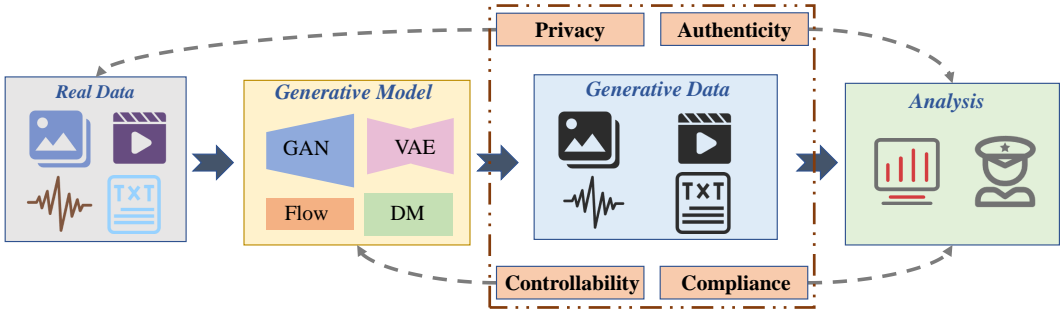 Privacy
Authenticity
Real Data
Generative Model
Generative Data
Analysis
GAN
VAE
Flow
DM
TXT
TXT
Controllability
Compliance